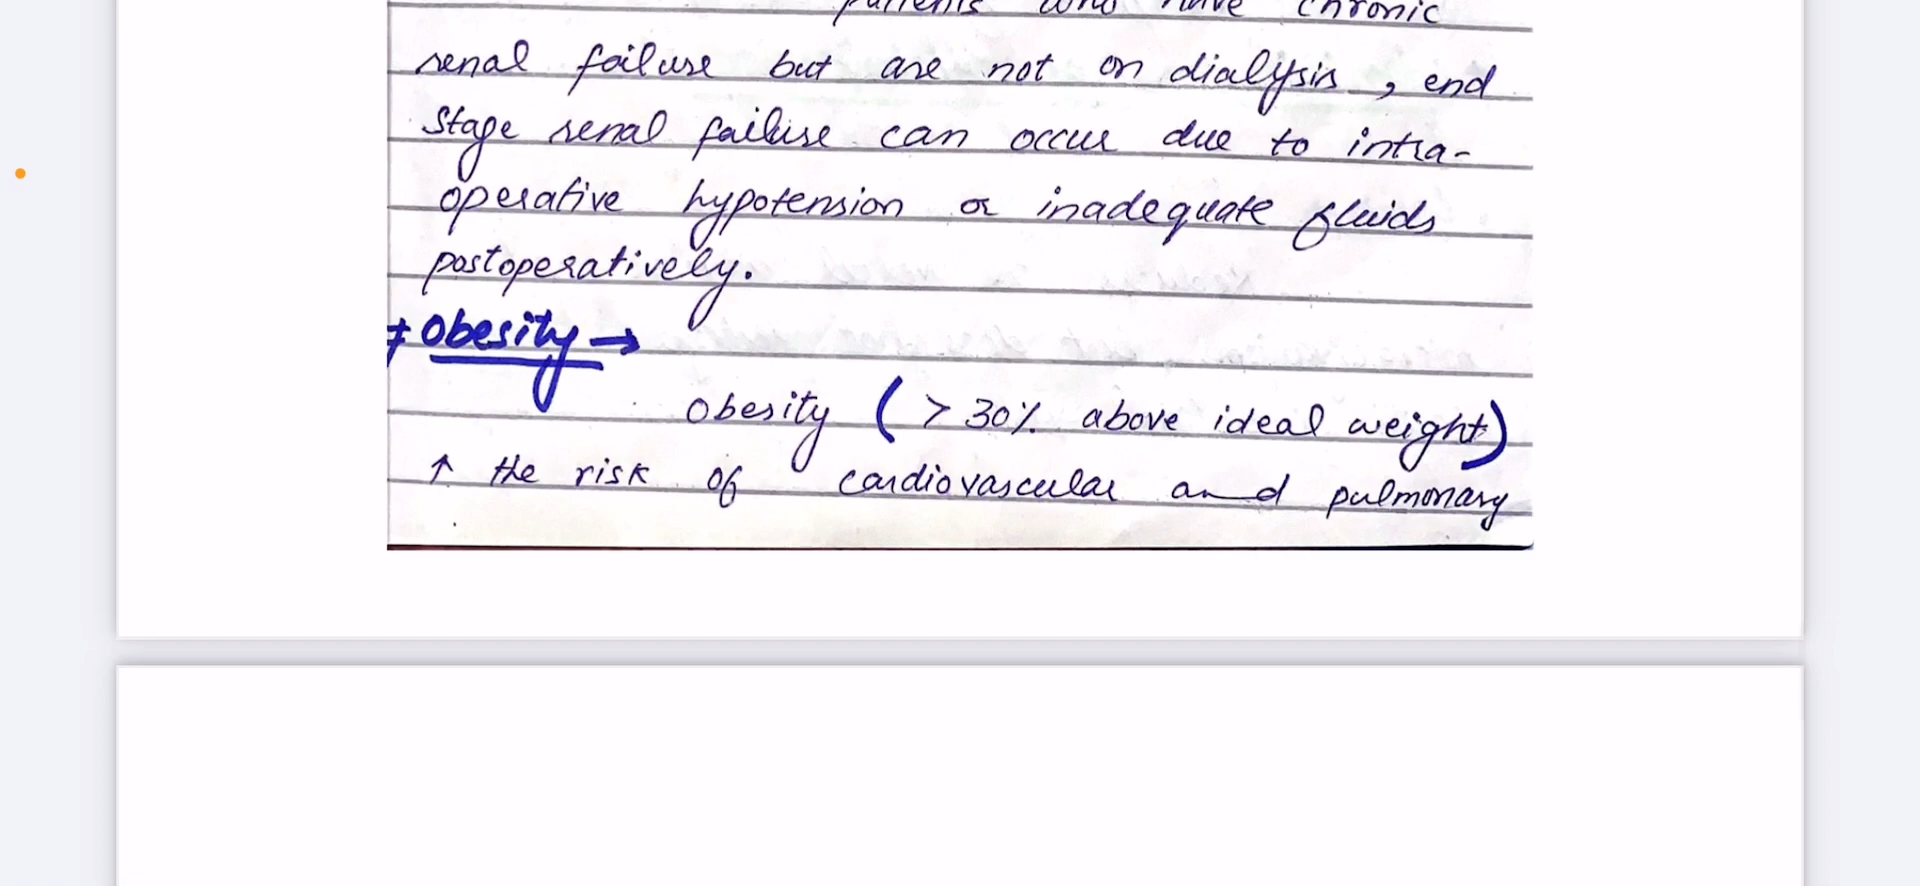 patients who have chronic
renal failure but are not on dialysis, end
stage renal failure can occur due to intra-
operative hypotension or inadequate fluids
postoperatively.
* Obesity →
Obesity (> 30% above ideal weight)
↑ the risk of cardiovascular and pulmonary